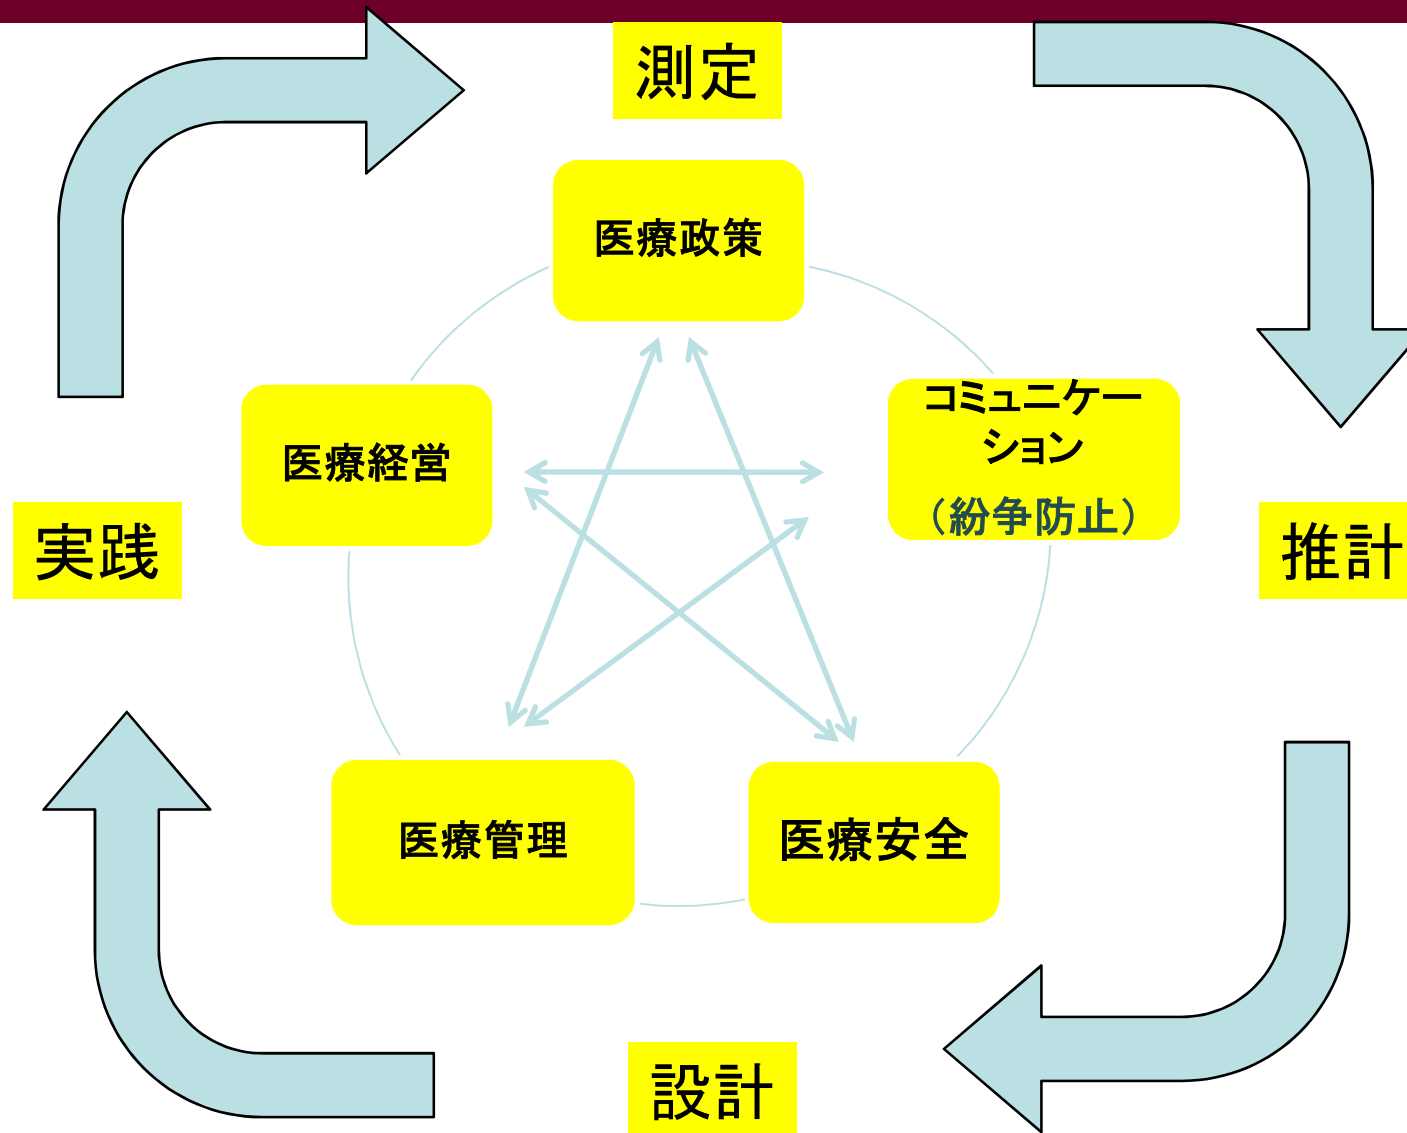 測定
医療政策
コミュニケー
ション
（紛争防止）
医療経営
実践
推計
医療管理
医療安全
設計